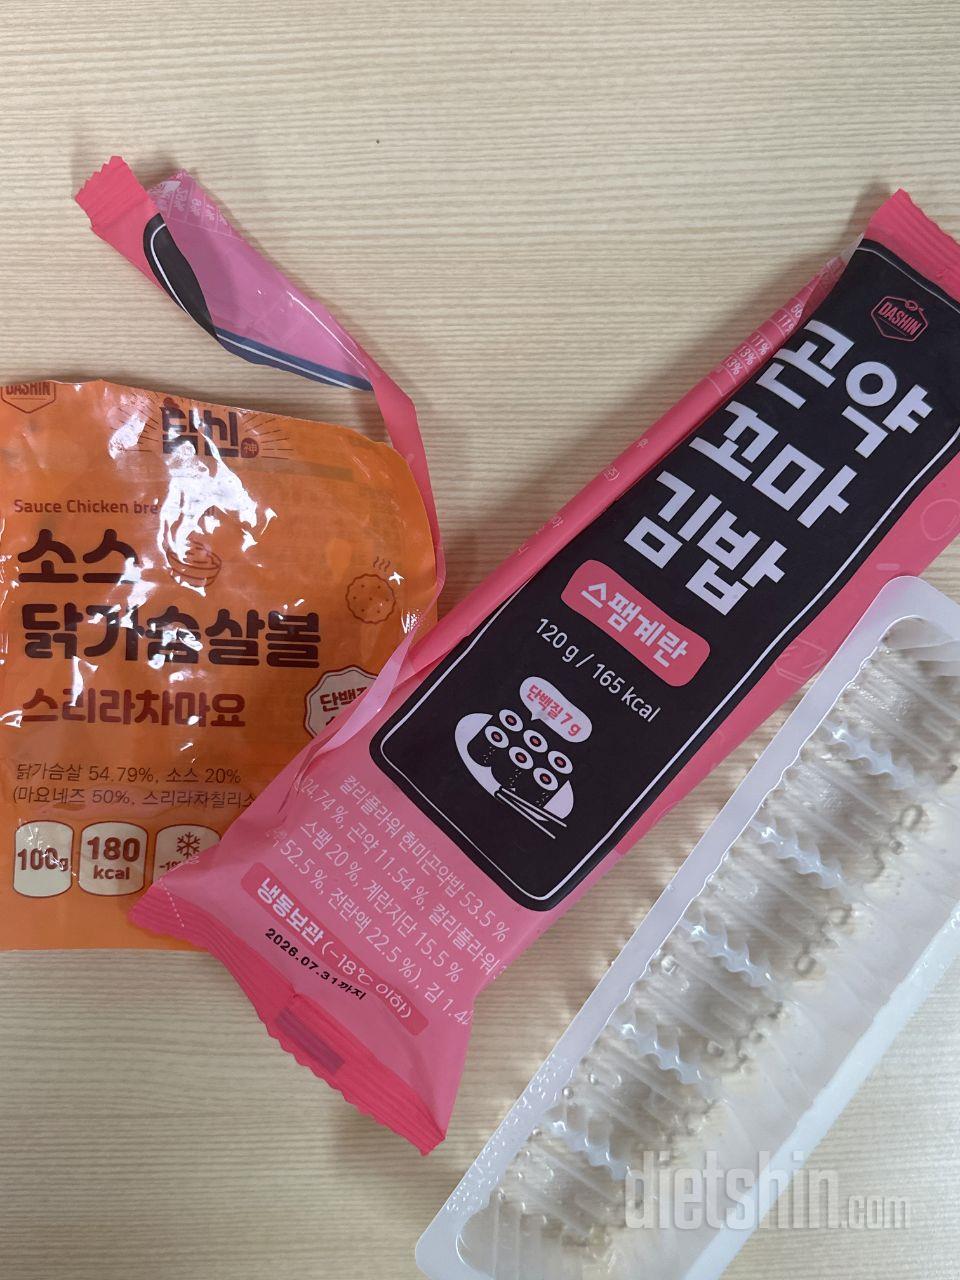 DASHIN
닭신
神
Sauce Chicken
소스
닭가슴살볼
스리라차마요
단백질
닭가슴살 54.79%, 소스 20%
(마요네즈 50%, 스리라차칠리소
100g
180
kcal
DASHIN
곤약
꼬마
김밥
스팸계란
120 g / 165 kcal
단백질 7 g
컬리플라워 현미곤약밥 53.5 %
24.74 %, 곤약 11.54 %, 컬리플라워
스팸 20 %, 계란지단 15.5 %
52.5 %, 전란액 22.5 %), 김 1.4
냉동보관 (-18℃ 이하)
2026.07.31까지
dietshin.com